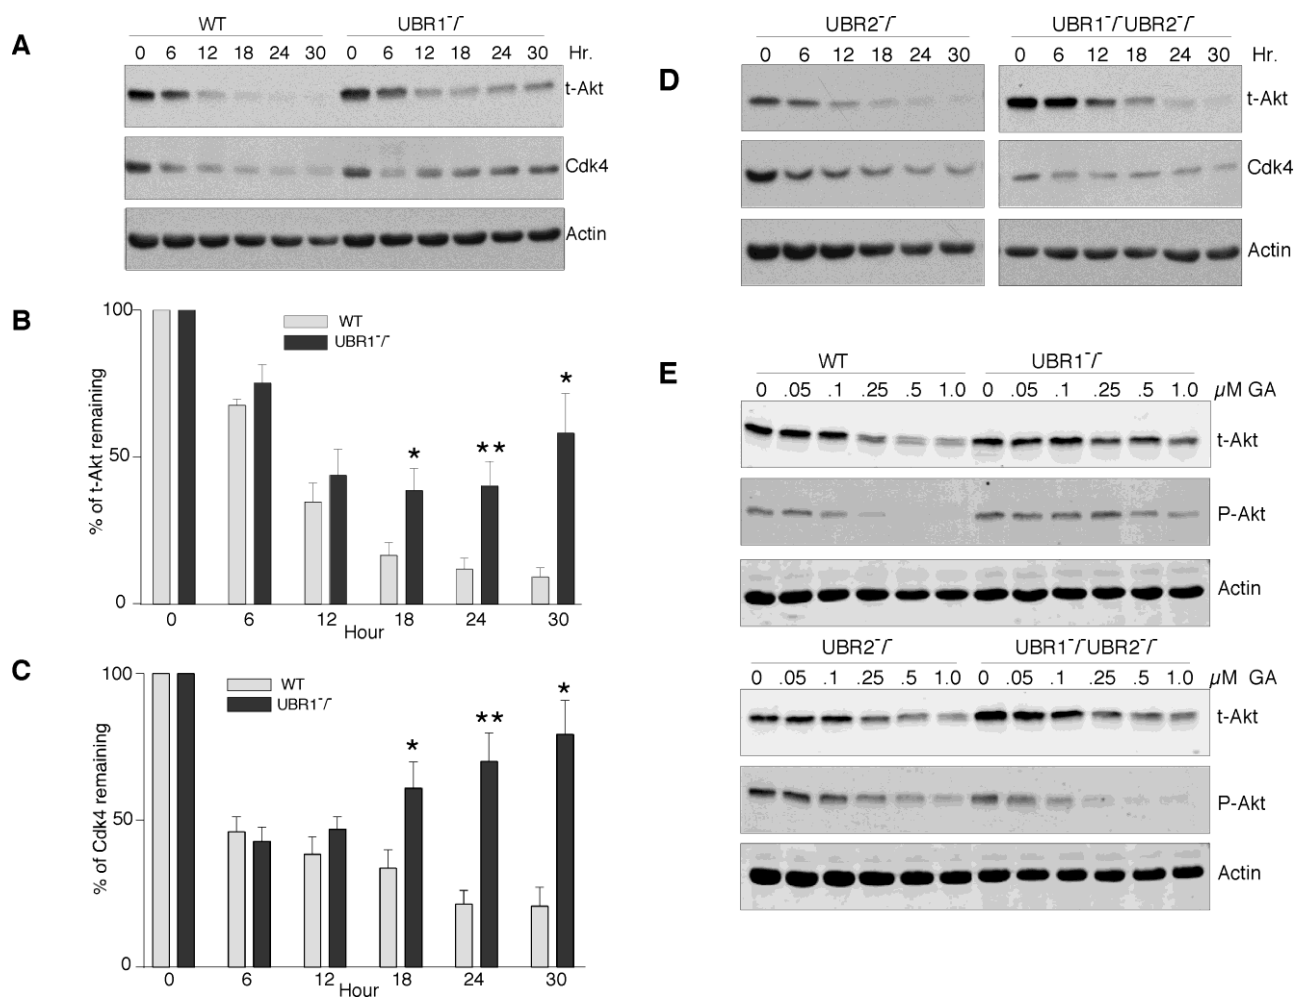 A
WT UBR1⁻/⁻
0 6 12 18 24 30 0 6 12 18 24 30 Hr.
t-Akt
Cdk4
Actin
B
100
50
0
% of t-Akt remaining
WT
UBR1⁻/⁻
* ** *
0 6 12 18 24 30
Hour
C
100
50
0
% of Cdk4 remaining
WT
UBR1⁻/⁻
* ** *
0 6 12 18 24 30
Hour
D
UBR2⁻/⁻ UBR1⁻/⁻UBR2⁻/⁻
0 6 12 18 24 30 0 6 12 18 24 30 Hr.
t-Akt
Cdk4
Actin
E
WT UBR1⁻/⁻
0 .05 .1 .25 .5 1.0 0 .05 .1 .25 .5 1.0 µM GA
t-Akt
P-Akt
Actin
UBR2⁻/⁻ UBR1⁻/⁻UBR2⁻/⁻
0 .05 .1 .25 .5 1.0 0 .05 .1 .25 .5 1.0 µM GA
t-Akt
P-Akt
Actin